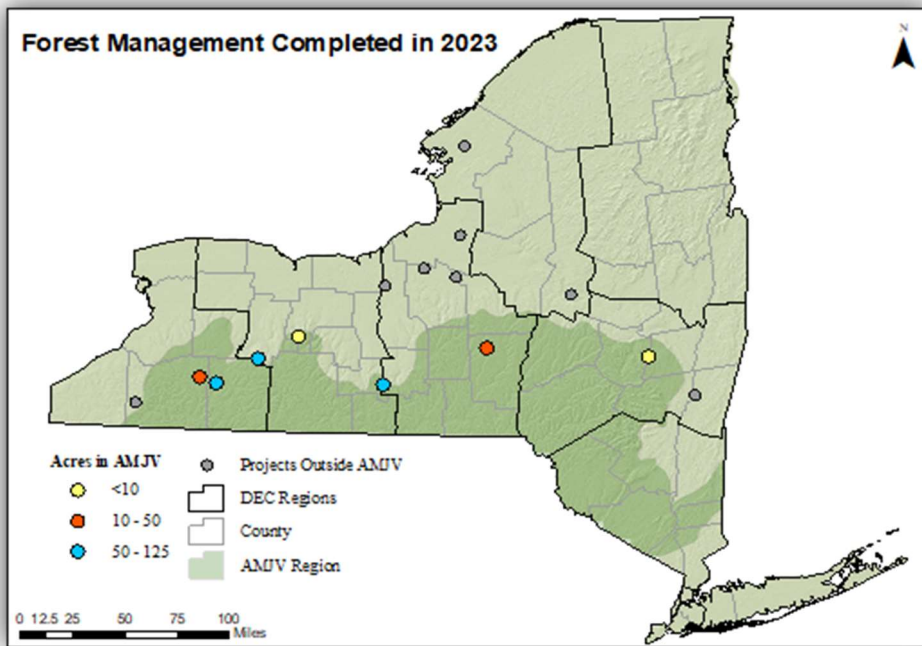 Forest Management Completed in 2023
N
Acres in AMJV
<10
10 - 50
50 - 125
Projects Outside AMJV
DEC Regions
County
AMJV Region
0 12.5 25 50 75 100
Miles